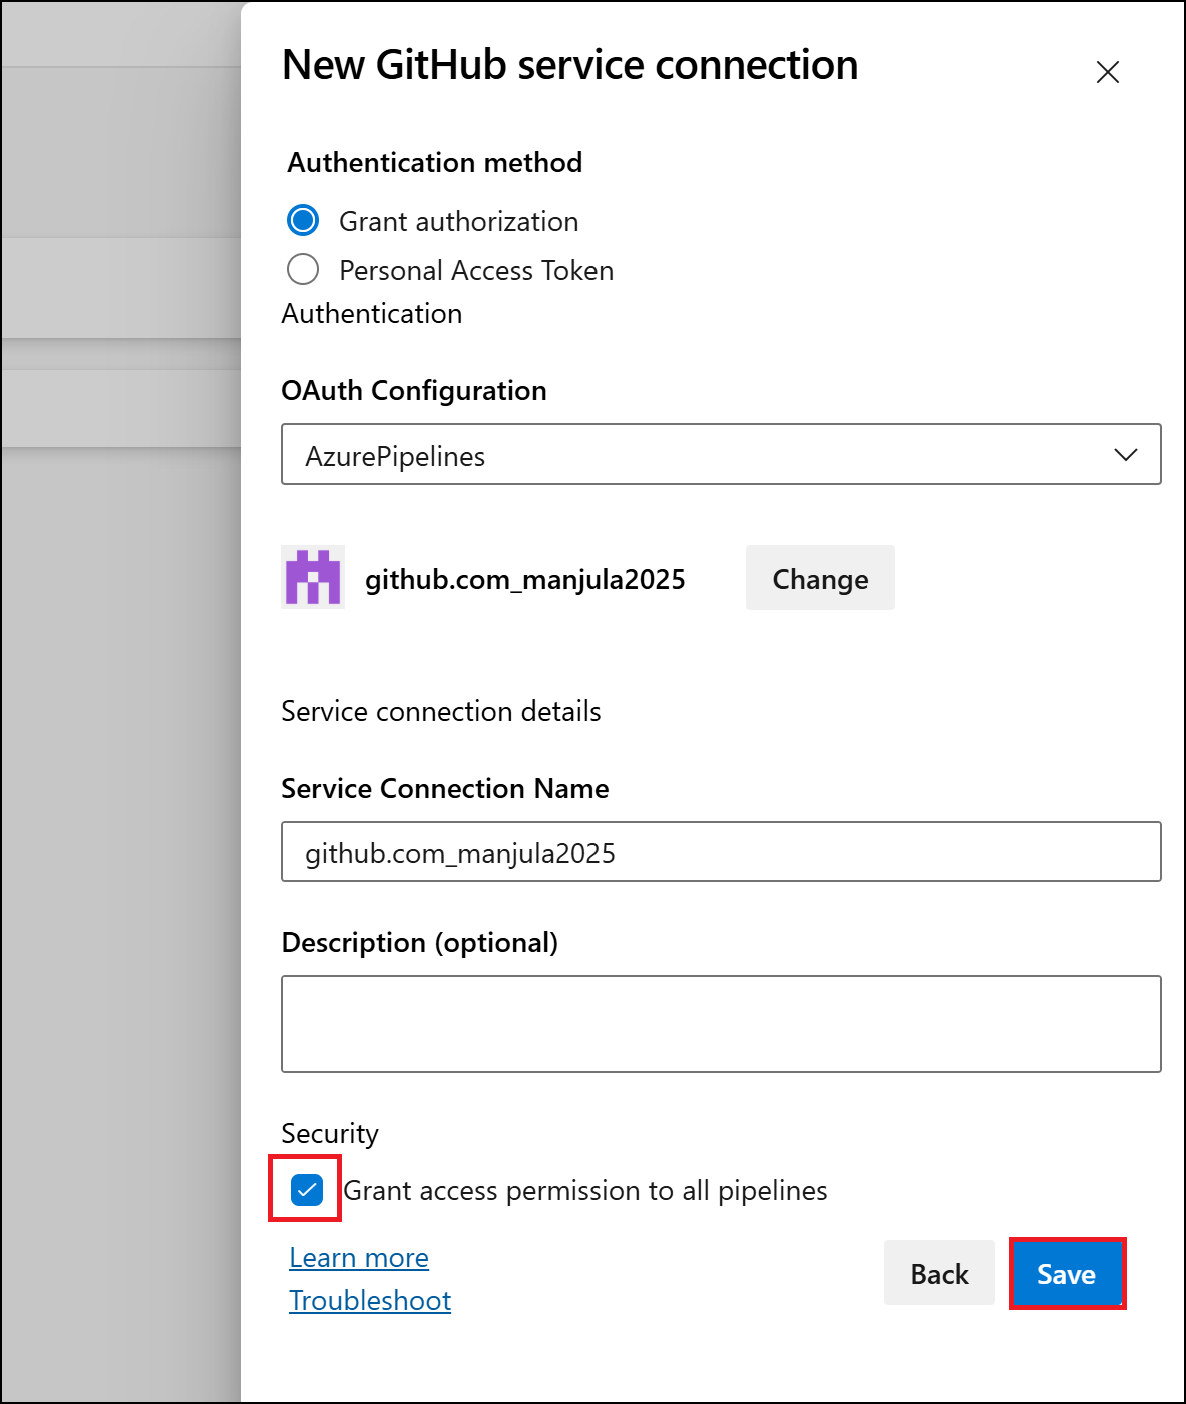 New GitHub service connection
Authentication method
Grant authorization
Personal Access Token
Authentication
OAuth Configuration
AzurePipelines
github.com_manjula2025
Change
Service connection details
Service Connection Name
github.com_manjula2025
Description (optional)
Security
Grant access permission to all pipelines
Learn more
Troubleshoot
Back
Save